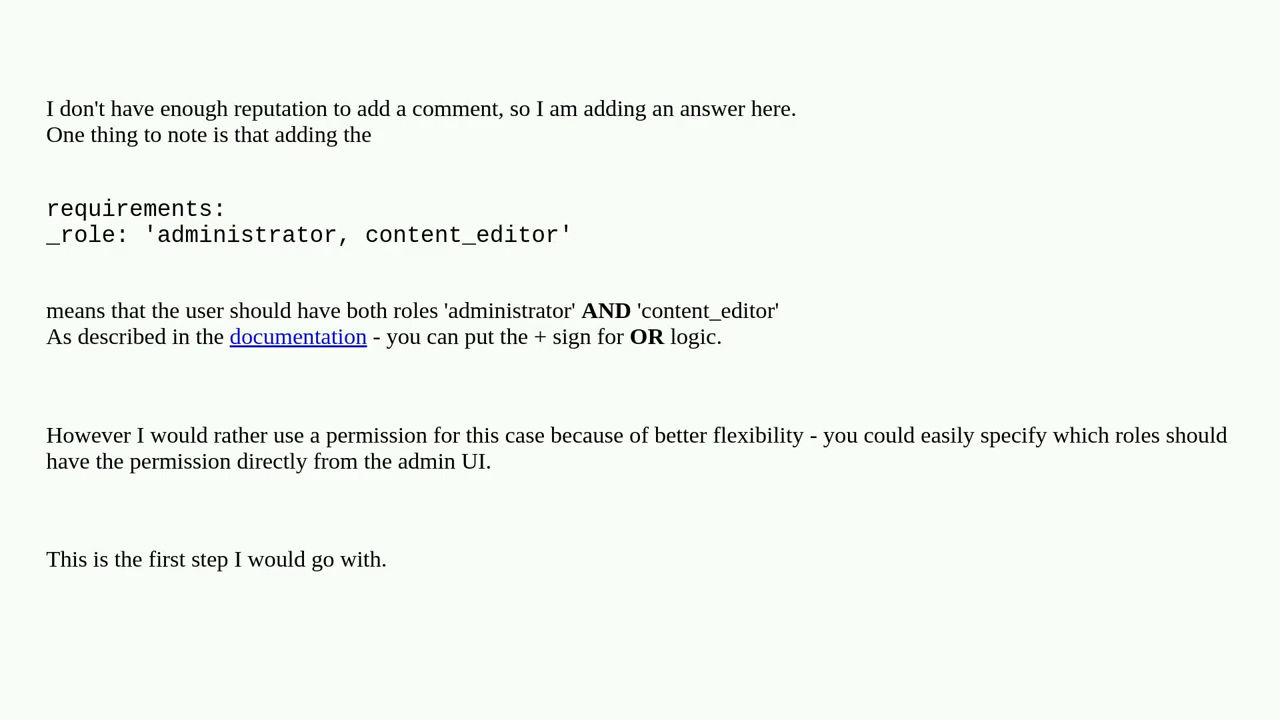 I don't have enough reputation to add a comment, so I am adding an answer here.
One thing to note is that adding the
requirements:
_role: 'administrator, content_editor'
means that the user should have both roles 'administrator' AND 'content_editor'
As described in the documentation - you can put the + sign for OR logic.
However I would rather use a permission for this case because of better flexibility - you could easily specify which roles should
have the permission directly from the admin UI.
This is the first step I would go with.